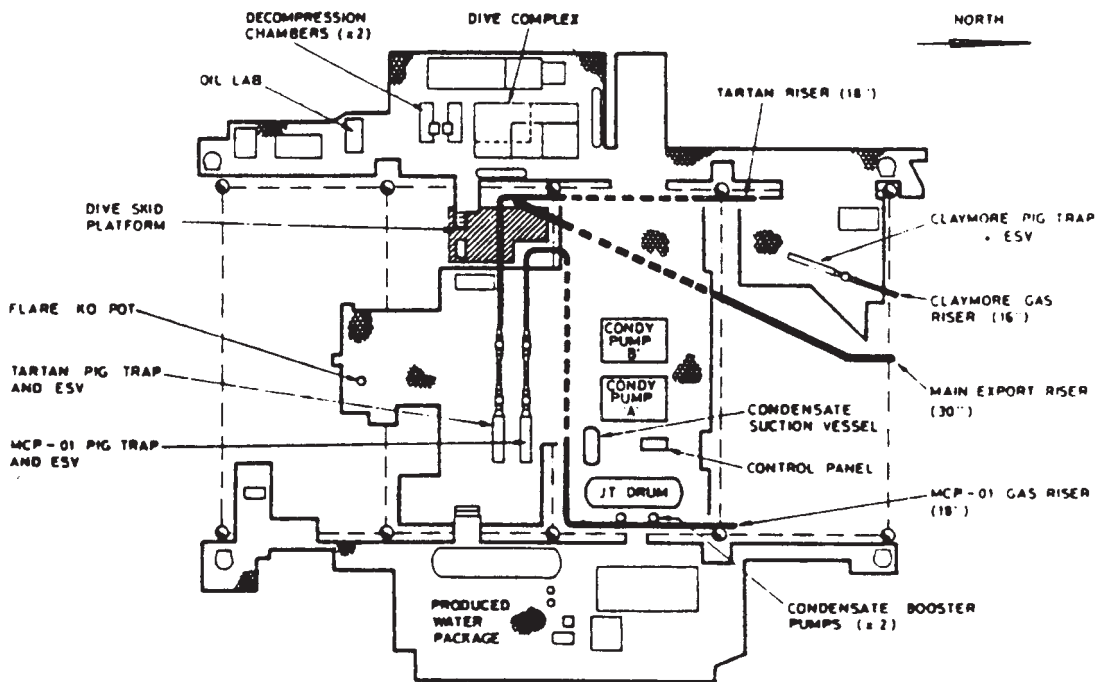 DECOMPRESSION
CHAMBERS (x2)
DIVE COMPLEX
NORTH
OIL LAB
TARTAN RISER (18")
DIVE SKID
PLATFORM
CLAYMORE PIG TRAP
+ ESV
FLARE KO POT
CLAYMORE GAS
RISER (16")
CONDY
PUMP
'B'
TARTAN PIG TRAP
AND ESV
MAIN EXPORT RISER
(30")
CONDY
PUMP
'A'
CONDENSATE
SUCTION VESSEL
MCP-01 PIG TRAP
AND ESV
CONTROL PANEL
JT DRUM
MCP-01 GAS RISER
(18")
PRODUCED
WATER
PACKAGE
CONDENSATE BOOSTER
PUMPS (x2)